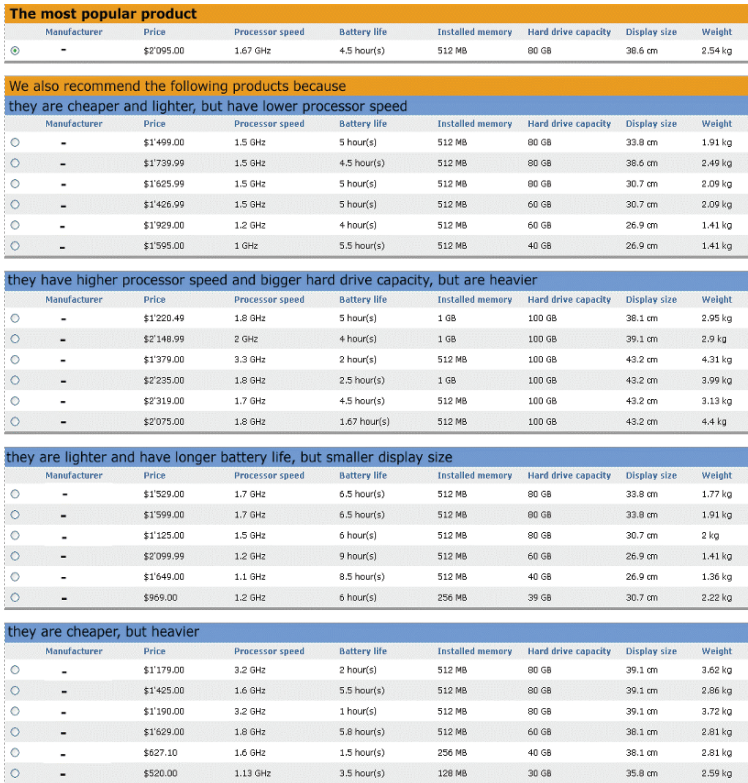 The most popular product
Manufacturer Price Processor speed Battery life Installed memory Hard drive capacity Display size Weight
- $2'095.00 1.67 GHz 4.5 hour(s) 512 MB 80 GB 38.6 cm 2.54 kg
We also recommend the following products because
they are cheaper and lighter, but have lower processor speed
Manufacturer Price Processor speed Battery life Installed memory Hard drive capacity Display size Weight
- $1'499.00 1.5 GHz 5 hour(s) 512 MB 80 GB 33.8 cm 1.91 kg
- $1'739.99 1.5 GHz 4.5 hour(s) 512 MB 80 GB 38.6 cm 2.49 kg
- $1'625.99 1.5 GHz 5 hour(s) 512 MB 80 GB 30.7 cm 2.09 kg
- $1'426.99 1.5 GHz 5 hour(s) 512 MB 60 GB 30.7 cm 2.09 kg
- $1'929.00 1.2 GHz 4 hour(s) 512 MB 60 GB 26.9 cm 1.41 kg
- $1'595.00 1 GHz 5.5 hour(s) 512 MB 40 GB 26.9 cm 1.41 kg
they have higher processor speed and bigger hard drive capacity, but are heavier
Manufacturer Price Processor speed Battery life Installed memory Hard drive capacity Display size Weight
- $1'220.49 1.8 GHz 5 hour(s) 1 GB 100 GB 38.1 cm 2.95 kg
- $2'148.99 2 GHz 4 hour(s) 1 GB 100 GB 39.1 cm 2.9 kg
- $1'379.00 3.3 GHz 2 hour(s) 512 MB 100 GB 43.2 cm 4.31 kg
- $2'235.00 1.8 GHz 2.5 hour(s) 1 GB 100 GB 43.2 cm 3.99 kg
- $2'319.00 1.7 GHz 4.5 hour(s) 512 MB 100 GB 43.2 cm 3.13 kg
- $2'075.00 1.8 GHz 1.67 hour(s) 512 MB 100 GB 43.2 cm 4.4 kg
they are lighter and have longer battery life, but smaller display size
Manufacturer Price Processor speed Battery life Installed memory Hard drive capacity Display size Weight
- $1'529.00 1.7 GHz 6.5 hour(s) 512 MB 80 GB 33.8 cm 1.77 kg
- $1'599.00 1.7 GHz 6.5 hour(s) 512 MB 80 GB 33.8 cm 1.91 kg
- $1'125.00 1.5 GHz 6 hour(s) 512 MB 80 GB 30.7 cm 2 kg
- $2'099.99 1.2 GHz 9 hour(s) 512 MB 60 GB 26.9 cm 1.41 kg
- $1'649.00 1.1 GHz 8.5 hour(s) 512 MB 40 GB 26.9 cm 1.36 kg
- $969.00 1.2 GHz 6 hour(s) 256 MB 39 GB 30.7 cm 2.22 kg
they are cheaper, but heavier
Manufacturer Price Processor speed Battery life Installed memory Hard drive capacity Display size Weight
- $1'179.00 3.2 GHz 2 hour(s) 512 MB 80 GB 39.1 cm 3.62 kg
- $1'425.00 1.6 GHz 5.5 hour(s) 512 MB 80 GB 39.1 cm 2.86 kg
- $1'190.00 3.2 GHz 1 hour(s) 512 MB 80 GB 39.1 cm 3.72 kg
- $1'629.00 1.8 GHz 5.8 hour(s) 512 MB 60 GB 38.1 cm 2.81 kg
- $627.10 1.6 GHz 1.5 hour(s) 256 MB 40 GB 38.1 cm 2.81 kg
- $520.00 1.13 GHz 3.5 hour(s) 128 MB 30 GB 35.8 cm 2.59 kg